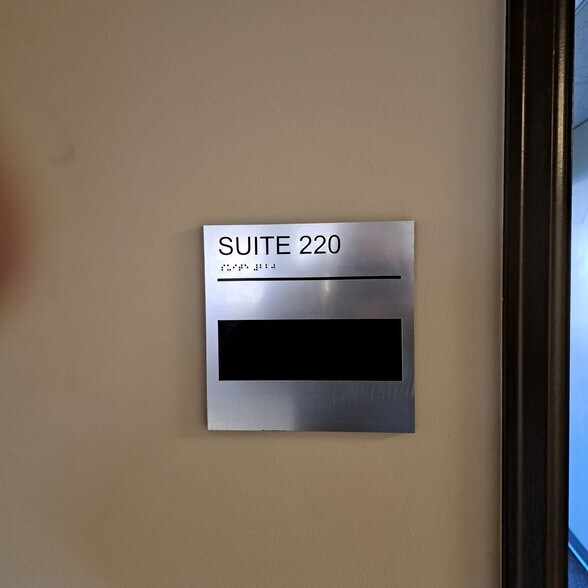 SUITE 220
⠎⠥⠊⠞⠑ ⠼⠃⠃⠚